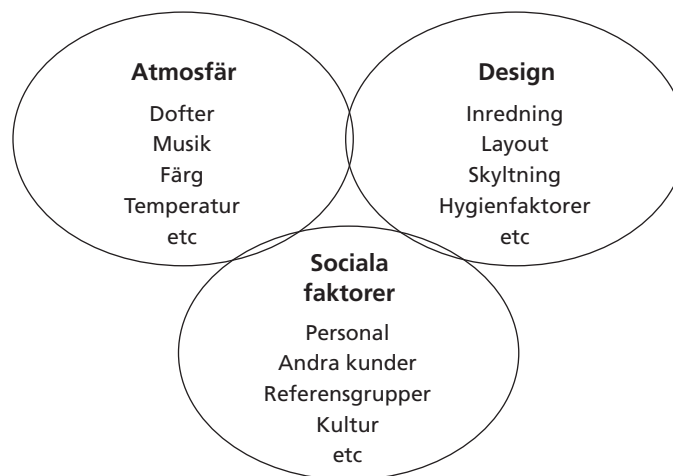 Atmosfär
Dofter
Musik
Färg
Temperatur
etc
Design
Inredning
Layout
Skyltning
Hygienfaktorer
etc
Sociala
faktorer
Personal
Andra kunder
Referensgrupper
Kultur
etc